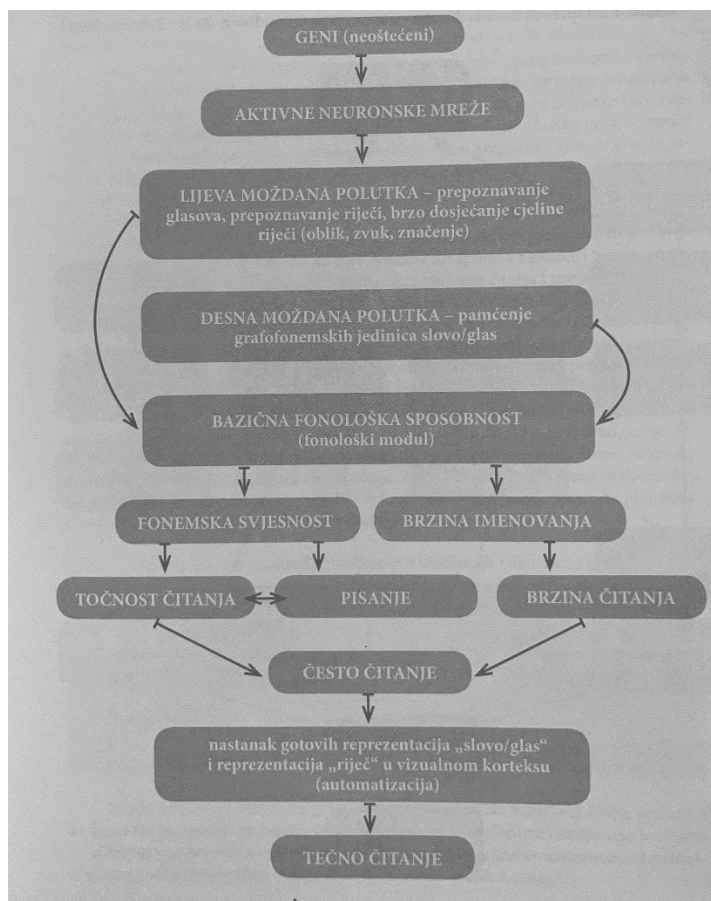 GENI (neoštećeni)
AKTIVNE NEURONSKE MREŽE
LIJEVA MOŽDANA POLUTKA – prepoznavanje
glasova, prepoznavanje riječi, brzo dosjećanje cjeline
riječi (oblik, zvuk, značenje)
DESNA MOŽDANA POLUTKA – pamćenje
grafofonemskih jedinica slovo/glas
BAZIČNA FONOLOŠKA SPOSOBNOST
(fonološki modul)
FONEMSKA SVJESNOST
BRZINA IMENOVANJA
TOČNOST ČITANJA
PISANJE
BRZINA ČITANJA
ČESTO ČITANJE
nastanak gotovih reprezentacija „slovo/glas“
i reprezentacija „riječ“ u vizualnom korteksu
(automatizacija)
TEČNO ČITANJE